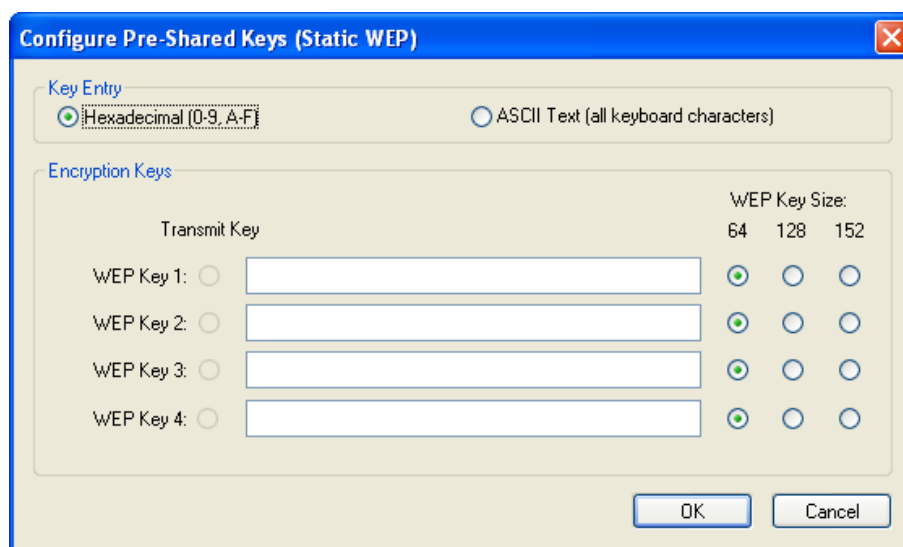 Configure Pre-Shared Keys (Static WEP)
Key Entry
Hexadecimal (0-9, A-F)
ASCII Text (all keyboard characters)
Encryption Keys
WEP Key Size:
Transmit Key
64 128 152
WEP Key 1:
WEP Key 2:
WEP Key 3:
WEP Key 4:
OK
Cancel